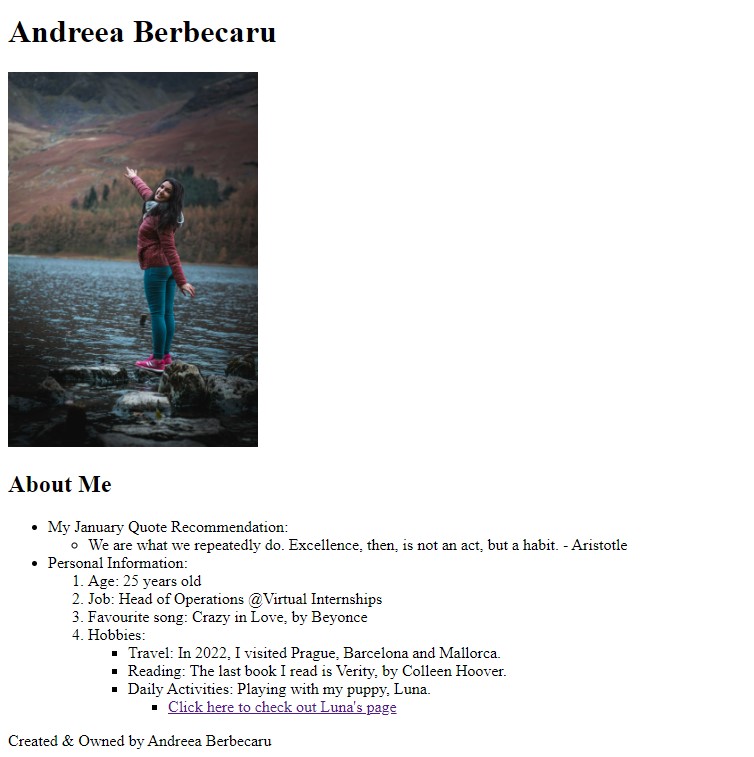 Andreea Berbecaru
About Me
My January Quote Recommendation:
We are what we repeatedly do. Excellence, then, is not an act, but a habit. - Aristotle
Personal Information:
1. Age: 25 years old
2. Job: Head of Operations @Virtual Internships
3. Favourite song: Crazy in Love, by Beyonce
4. Hobbies:
Travel: In 2022, I visited Prague, Barcelona and Mallorca.
Reading: The last book I read is Verity, by Colleen Hoover.
Daily Activities: Playing with my puppy, Luna.
Click here to check out Luna's page
Created & Owned by Andreea Berbecaru